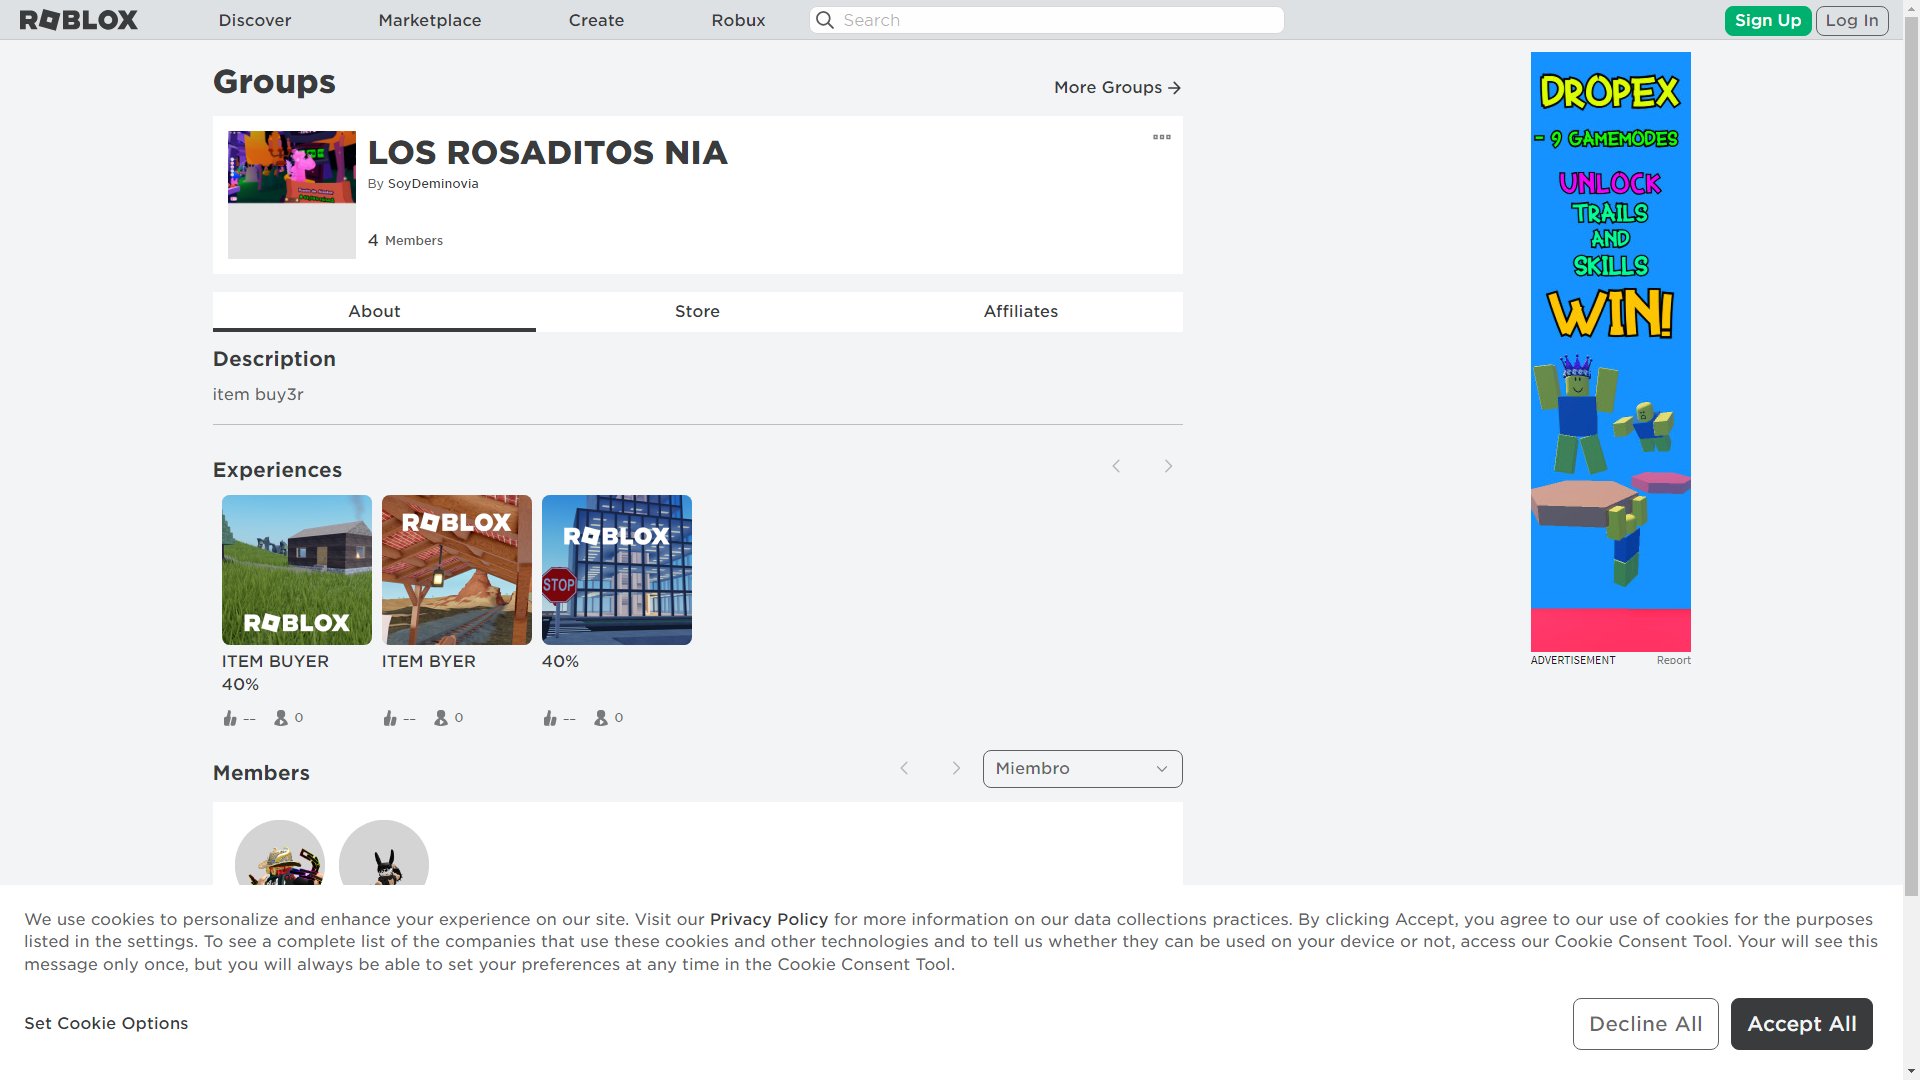 ROBLOX
Discover
Marketplace
Create
Robux
Search
Sign Up
Log In
Groups
More Groups
LOS ROSADITOS NIA
By SoyDeminovia
4 Members
About
Store
Affiliates
Description
item buy3r
Experiences
ROBLOX
ROBLOX
ROBLOX
STOP
ITEM BUYER
40%
ITEM BYER
40%
-- 0
-- 0
-- 0
Members
Miembro
DROPEX
- 9 GAMEMODES
UNLOCK
TRAILS
AND
SKILLS
WIN!
ADVERTISEMENT
Report
We use cookies to personalize and enhance your experience on our site. Visit our Privacy Policy for more information on our data collections practices. By clicking Accept, you agree to our use of cookies for the purposes
listed in the settings. To see a complete list of the companies that use these cookies and other technologies and to tell us whether they can be used on your device or not, access our Cookie Consent Tool. Your will see this
message only once, but you will always be able to set your preferences at any time in the Cookie Consent Tool.
Set Cookie Options
Decline All
Accept All